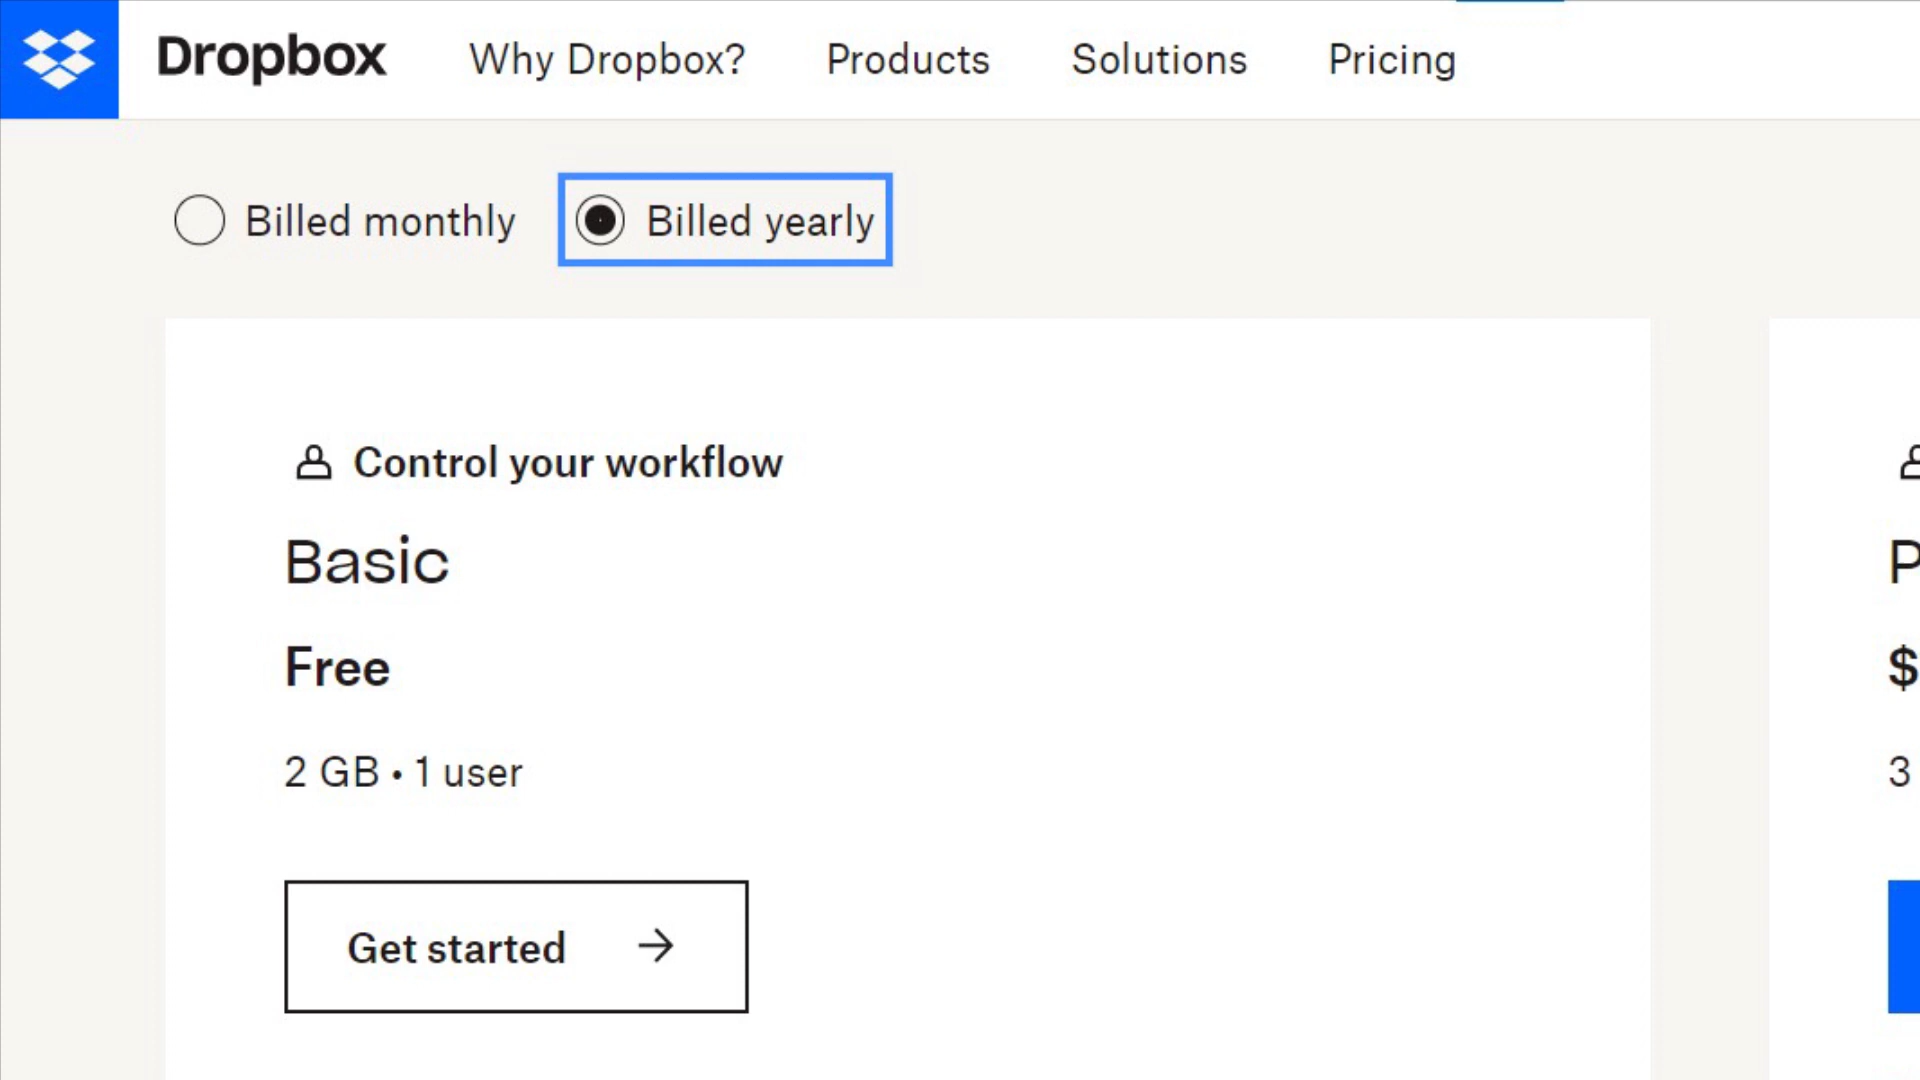 Dropbox Why Dropbox? Products Solutions Pricing
Billed monthly Billed yearly
Control your workflow
Basic P
Free $
2 GB • 1 user 3
Get started →